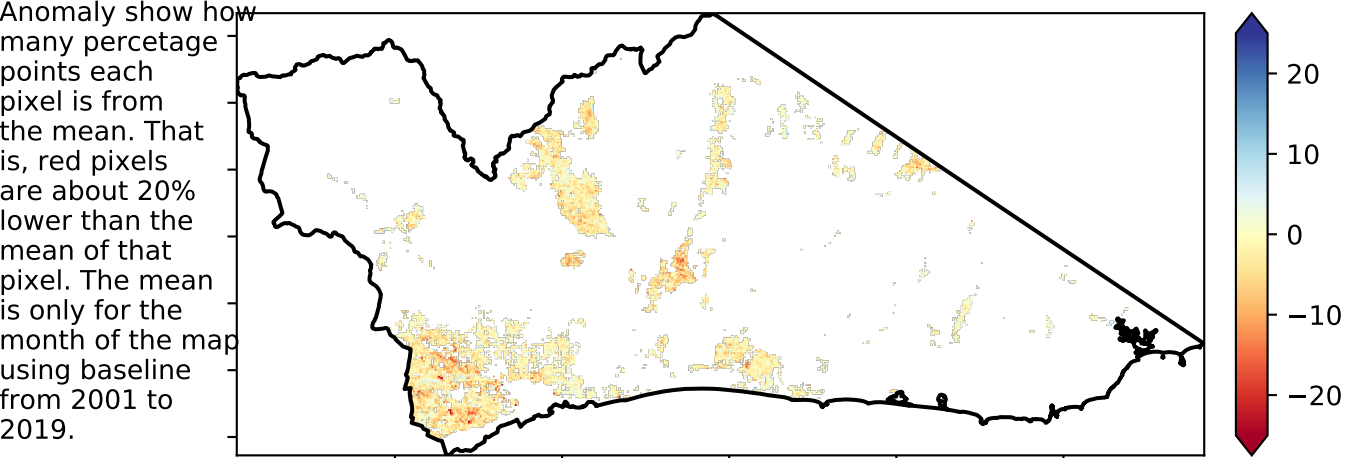 Anomaly show how
many percetage
points each
pixel is from
the mean. That
is, red pixels
are about 20%
lower than the
mean of that
pixel. The mean
is only for the
month of the map
using baseline
from 2001 to
2019.
20
10
0
−10
−20